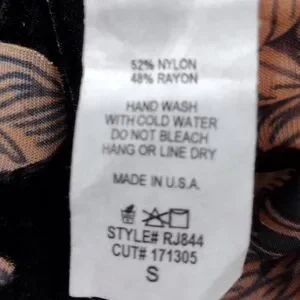 52% NYLON
48% RAYON
HAND WASH
WITH COLD WATER
DO NOT BLEACH
HANG OR LINE DRY
MADE IN U.S.A.
STYLE# RJ844
CUT# 171305
S